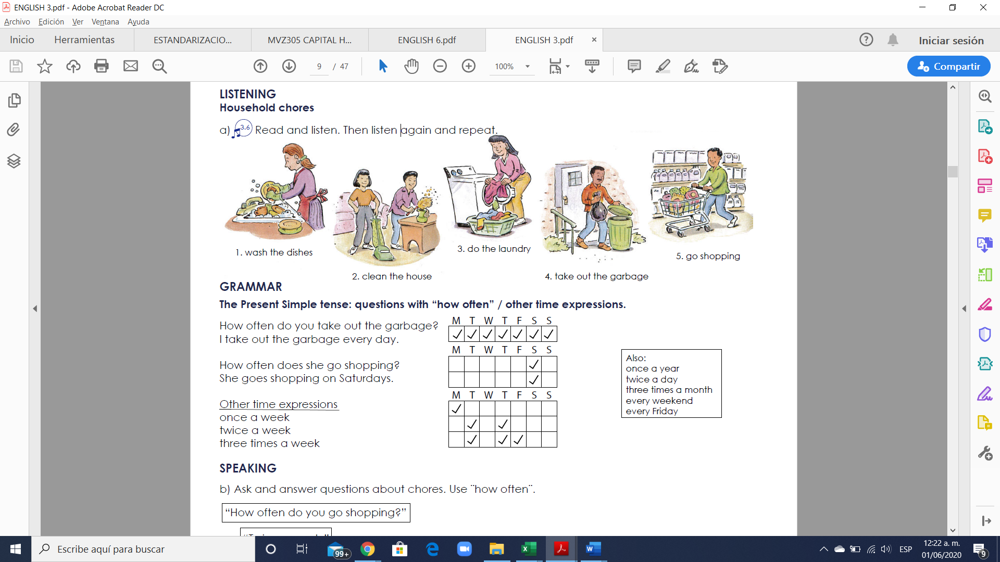 ENGLISH 3.pdf - Adobe Acrobat Reader DC
Archivo Edición Ver Ventana Ayuda
Inicio Herramientas ESTANDARIZACIO... MVZ305 CAPITAL H... ENGLISH 6.pdf ENGLISH 3.pdf × Iniciar sesión
9 / 47 100% Compartir
LISTENING
Household chores
a) 3.6 Read and listen. Then listen again and repeat.
1. wash the dishes
2. clean the house
3. do the laundry
4. take out the garbage
5. go shopping
GRAMMAR
The Present Simple tense: questions with “how often” / other time expressions.
How often do you take out the garbage?
I take out the garbage every day.
M T W T F S S
How often does she go shopping?
She goes shopping on Saturdays.
M T W T F S S
Other time expressions
once a week
twice a week
three times a week
M T W T F S S
Also:
once a year
twice a day
three times a month
every weekend
every Friday
SPEAKING
b) Ask and answer questions about chores. Use ¨how often¨.
“How often do you go shopping?”
Escribe aquí para buscar
99+
ESP
12:22 a. m.
01/06/2020
9